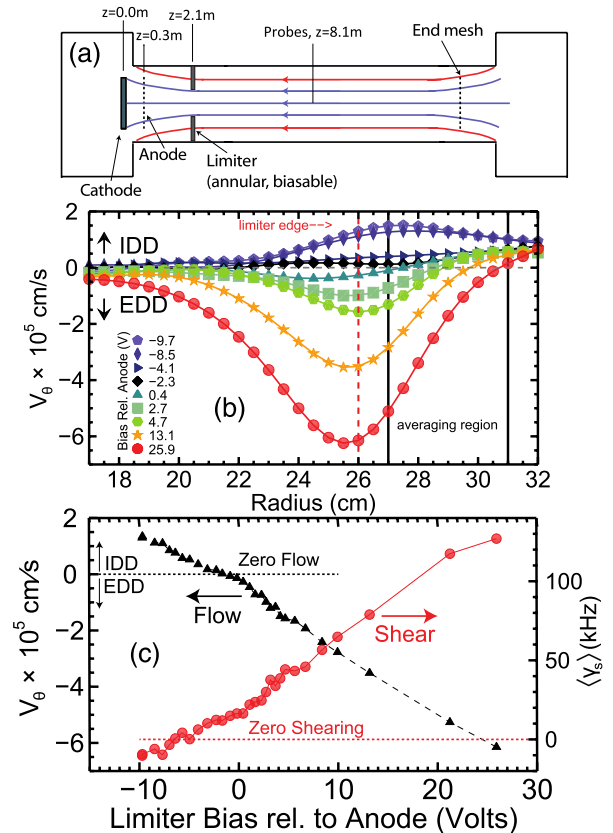 z=0.0m
z=2.1m
z=0.3m
Probes, z=8.1m
End mesh
(a)
Anode
Limiter
(annular, biasable)
Cathode
2
0
−2
−4
−6
Vθ × 10⁵ cm/s
limiter edge-->
IDD
EDD
Bias Rel. Anode (V)
-9.7
-8.5
-4.1
-2.3
0.4
2.7
4.7
13.1
25.9
(b)
averaging region
18 20 22 24 26 28 30 32
Radius (cm)
2
0
−2
−4
−6
Vθ × 10⁵ cm/s
IDD
EDD
Zero Flow
Flow
Shear
(c)
Zero Shearing
100
50
0
⟨γs⟩ (kHz)
−10 0 10 20 30
Limiter Bias rel. to Anode (Volts)